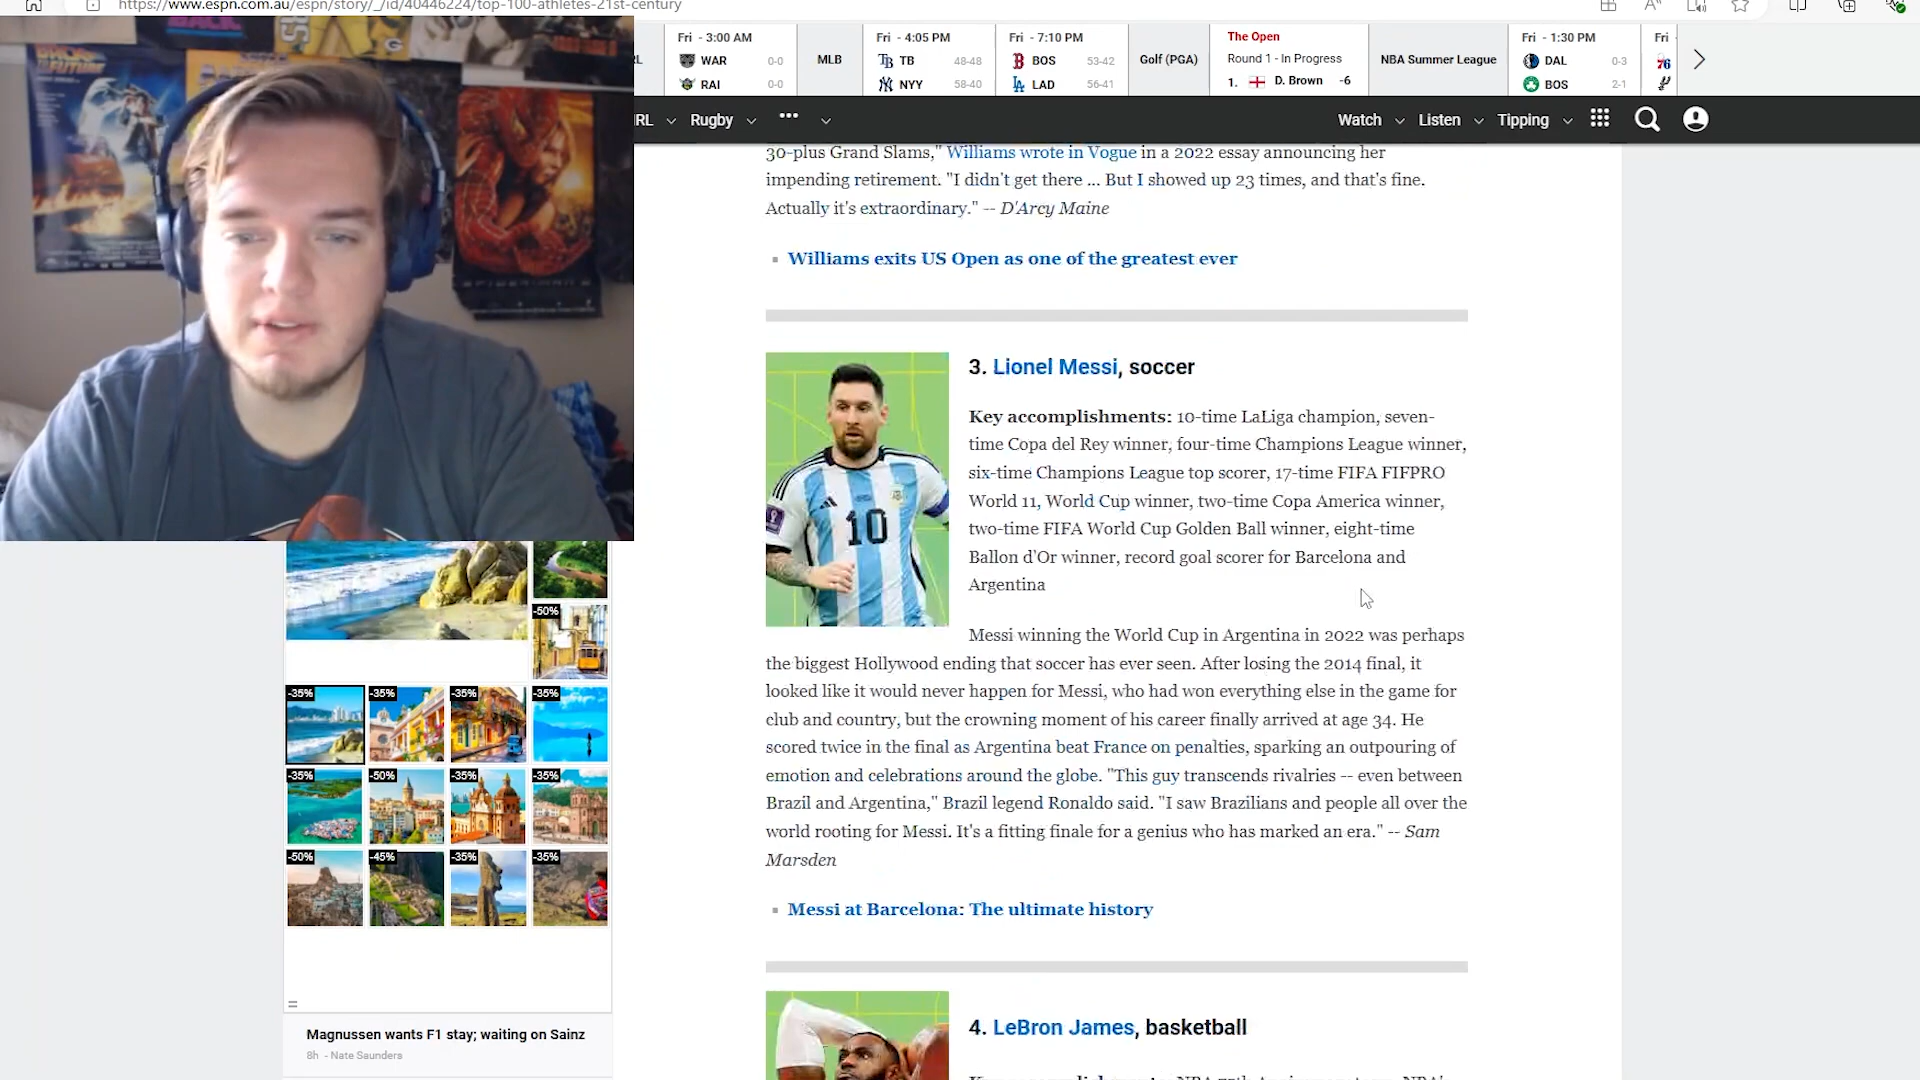 https://www.espn.com.au/espn/story/_/id/40446224/top-100-athletes-21st-century
Fri - 3:00 AM
WAR 0-0
RAI 0-0
MLB
Fri - 4:05 PM
TB 48-48
NYY 58-40
Fri - 7:10 PM
BOS 53-42
LAD 56-41
Golf (PGA)
The Open
Round 1 - In Progress
1. D. Brown -6
NBA Summer League
Fri - 1:30 PM
DAL 0-3
BOS 2-1
Fri
76
Rugby
Watch
Listen
Tipping
30-plus Grand Slams," Williams wrote in Vogue in a 2022 essay announcing her
impending retirement. "I didn't get there ... But I showed up 23 times, and that's fine.
Actually it's extraordinary." -- D'Arcy Maine
Williams exits US Open as one of the greatest ever
3. Lionel Messi, soccer
Key accomplishments: 10-time LaLiga champion, seven-
time Copa del Rey winner, four-time Champions League winner,
six-time Champions League top scorer, 17-time FIFA FIFPRO
World 11, World Cup winner, two-time Copa America winner,
two-time FIFA World Cup Golden Ball winner, eight-time
Ballon d'Or winner, record goal scorer for Barcelona and
Argentina
Messi winning the World Cup in Argentina in 2022 was perhaps
the biggest Hollywood ending that soccer has ever seen. After losing the 2014 final, it
looked like it would never happen for Messi, who had won everything else in the game for
club and country, but the crowning moment of his career finally arrived at age 34. He
scored twice in the final as Argentina beat France on penalties, sparking an outpouring of
emotion and celebrations around the globe. "This guy transcends rivalries -- even between
Brazil and Argentina," Brazil legend Ronaldo said. "I saw Brazilians and people all over the
world rooting for Messi. It's a fitting finale for a genius who has marked an era." -- Sam
Marsden
Messi at Barcelona: The ultimate history
4. LeBron James, basketball
10
-50%
-35% -35% -35% -35%
-35% -50% -35% -35%
-50% -45% -35% -35%
Magnussen wants F1 stay; waiting on Sainz
8h - Nate Saunders